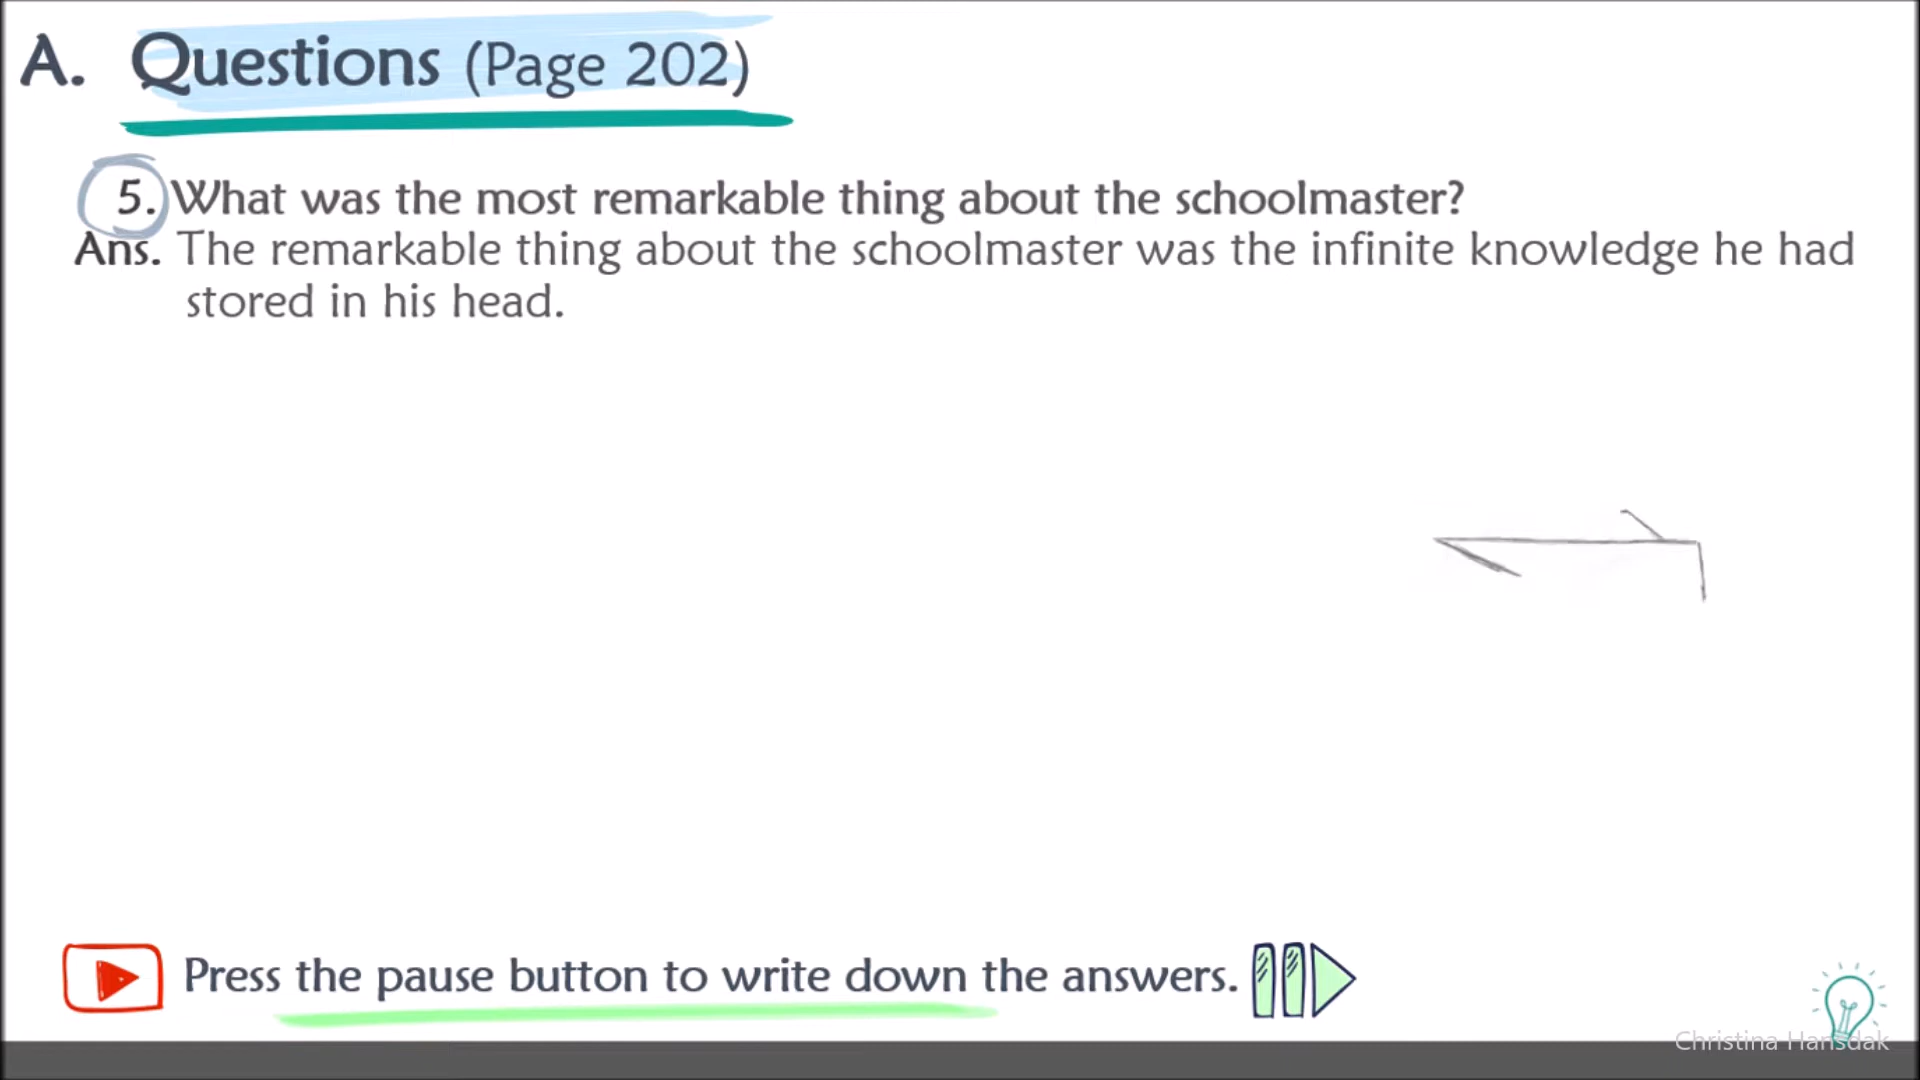 A. Questions (Page 202)
5. What was the most remarkable thing about the schoolmaster?
Ans. The remarkable thing about the schoolmaster was the infinite knowledge he had
stored in his head.
Press the pause button to write down the answers.
Christina Hansdak